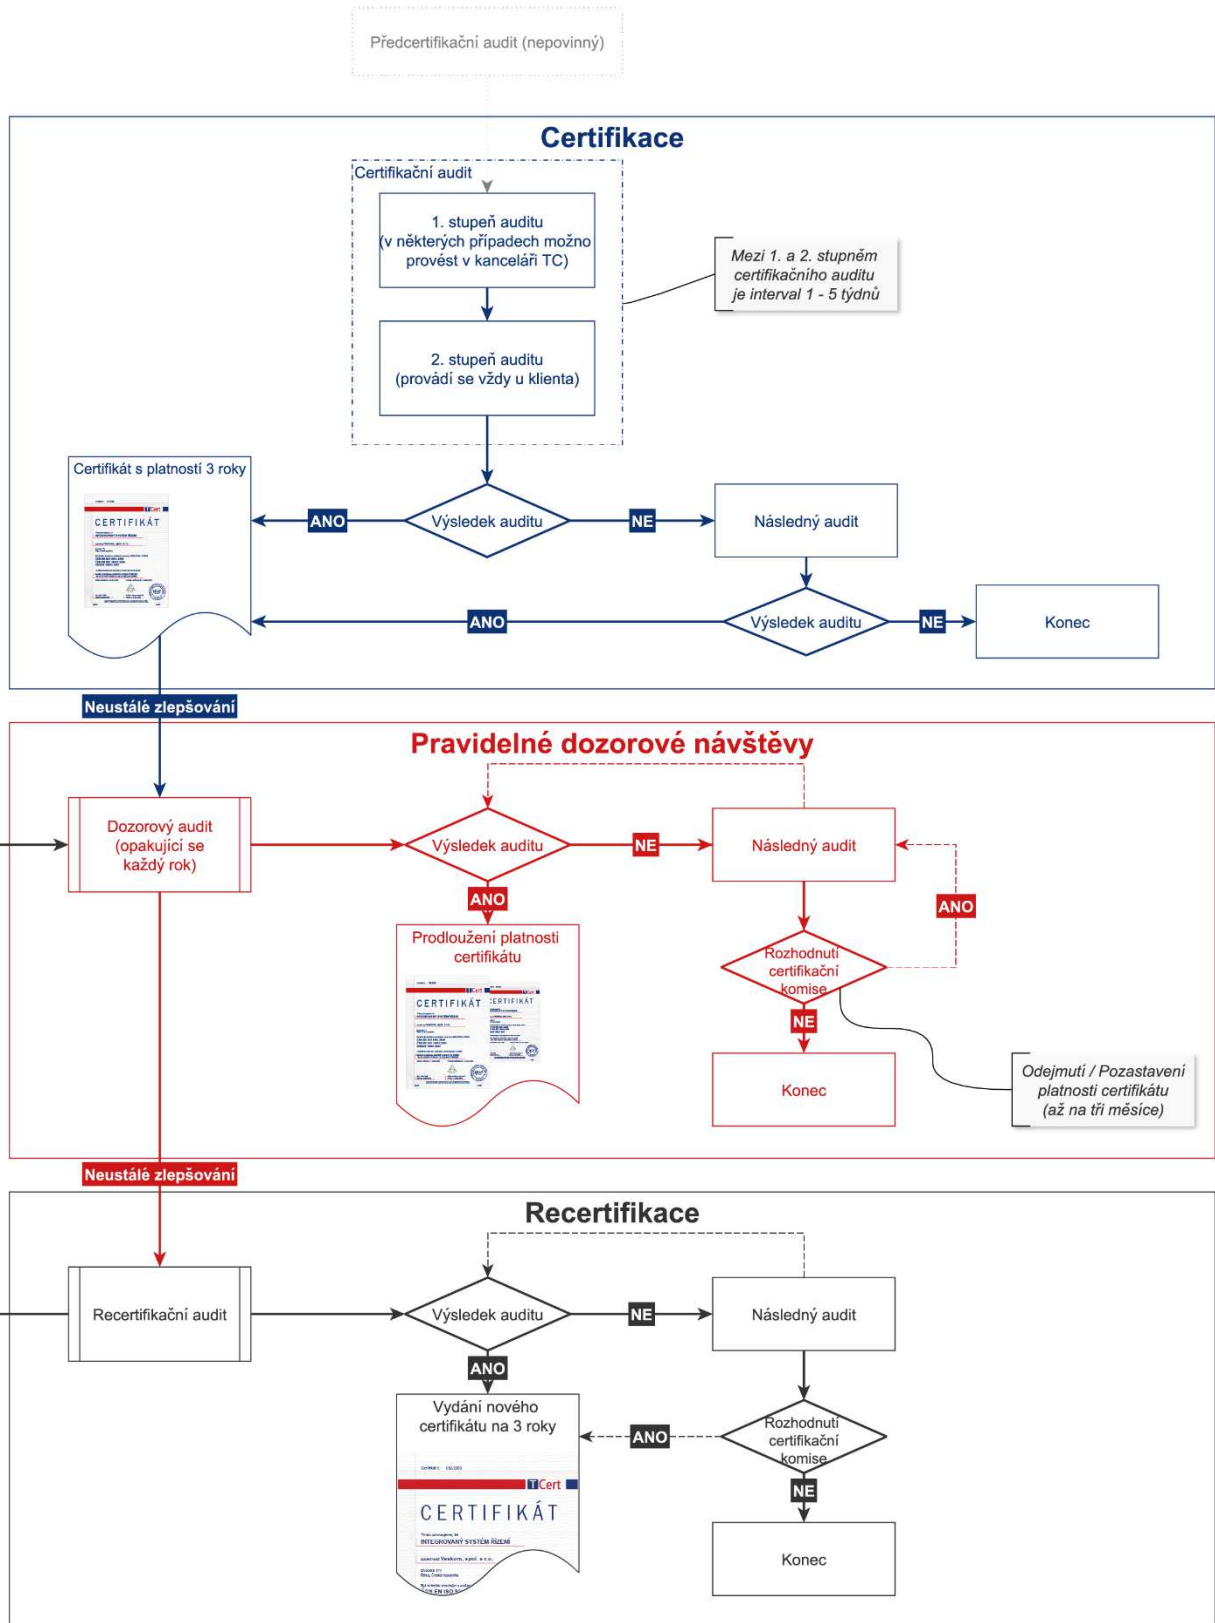 Předcertifikační audit (nepovinný)
Certifikace
Certifikační audit
1. stupeň auditu
(v některých případech možno
provést v kanceláři TC)
Mezi 1. a 2. stupněm
certifikačního auditu
je interval 1 - 5 týdnů
2. stupeň auditu
(provádí se vždy u klienta)
Certifikát s platností 3 roky
TCert
CERTIFIKÁT
ANO
Výsledek auditu
NE
Následný audit
ANO
Výsledek auditu
NE
Konec
Neustálé zlepšování
Pravidelné dozorové návštěvy
Dozorový audit
(opakující se
každý rok)
Výsledek auditu
NE
Následný audit
ANO
ANO
Prodloužení platnosti
certifikátu
CERTIFIKÁT
CERTIFIKÁT
Rozhodnutí
certifikační
komise
NE
Konec
Odejmutí / Pozastavení
platnosti certifikátu
(až na tři měsíce)
Neustálé zlepšování
Recertifikace
Recertifikační audit
Výsledek auditu
NE
Následný audit
ANO
Vydání nového
certifikátu na 3 roky
ANO
Rozhodnutí
certifikační
komise
TCert
CERTIFIKÁT
INTEGROVANÝ SYSTÉM ŘÍZENÍ
NE
Konec